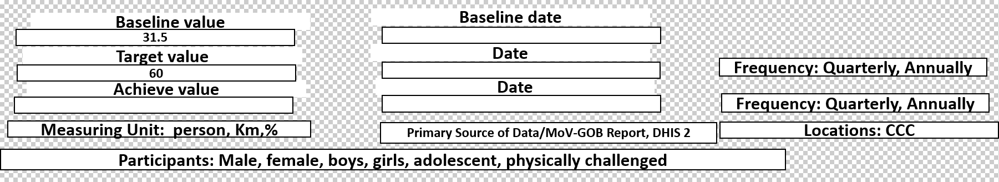 Baseline value
31.5
Target value
60
Achieve value
Measuring Unit:  person, Km,%
Baseline date
Date
Date
Primary Source of Data/MoV-GOB Report, DHIS 2
Frequency: Quarterly, Annually
Frequency: Quarterly, Annually
Locations: CCC
Participants: Male, female, boys, girls, adolescent, physically challenged